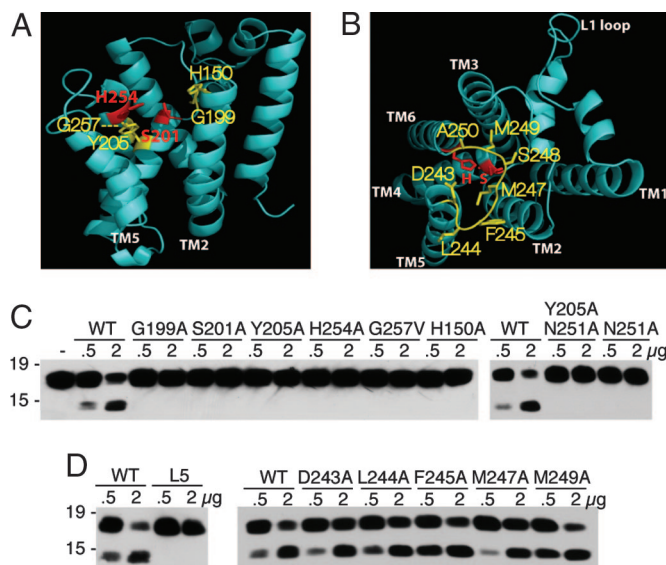 A
H254
H150
G257
G199
Y205
S201
TM5
TM2
B
L1 loop
TM3
TM6
A250
M249
S248
D243
H
S
TM4
M247
TM1
L244
F245
TM2
TM5
C
Y205A
WT G199A S201A Y205A H254A G257V H150A WT N251A N251A
- .5 2 .5 2 .5 2 .5 2 .5 2 .5 2 .5 2 .5 2 .5 2 .5 2 µg
19 -
15 -
D
WT L5 WT D243A L244A F245A M247A M249A
.5 2 .5 2 µg .5 2 .5 2 .5 2 .5 2 .5 2 .5 2 µg
19 -
15 -